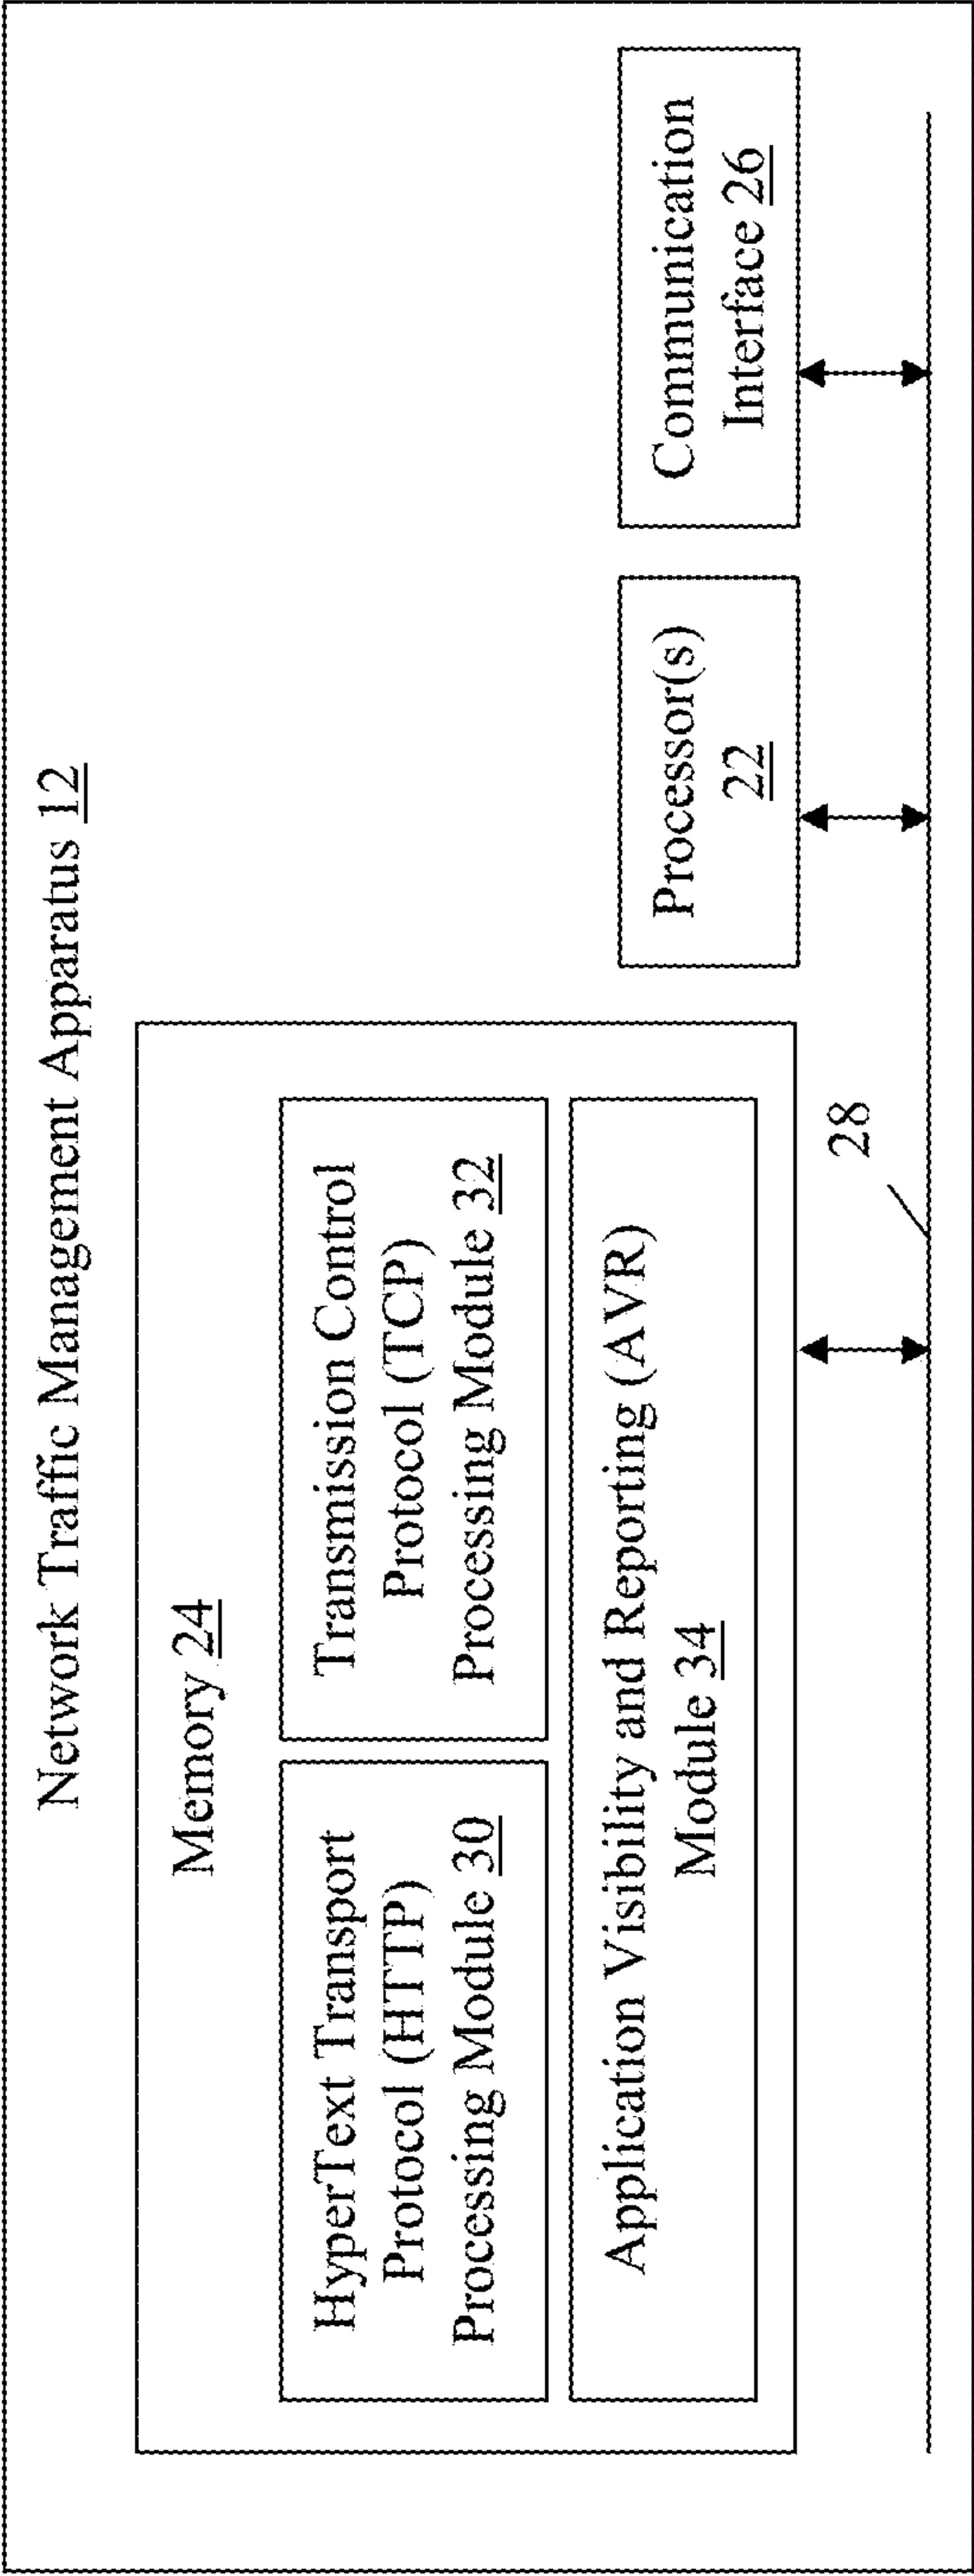 Network Traffic Management Apparatus 12
Memory 24
HyperText Transport
Protocol (HTTP)
Processing Module 30
Transmission Control
Protocol (TCP)
Processing Module 32
Application Visibility and Reporting (AVR)
Module 34
Processor(s)
22
Communication
Interface 26
28